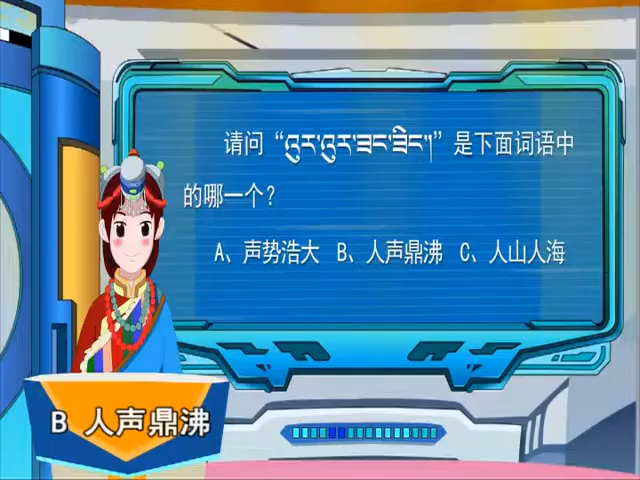 请问“འུར་འུར་ཟང་ཟིང་།”是下面词语中
的哪一个？
A、声势浩大 B、人声鼎沸 C、人山人海
B 人声鼎沸